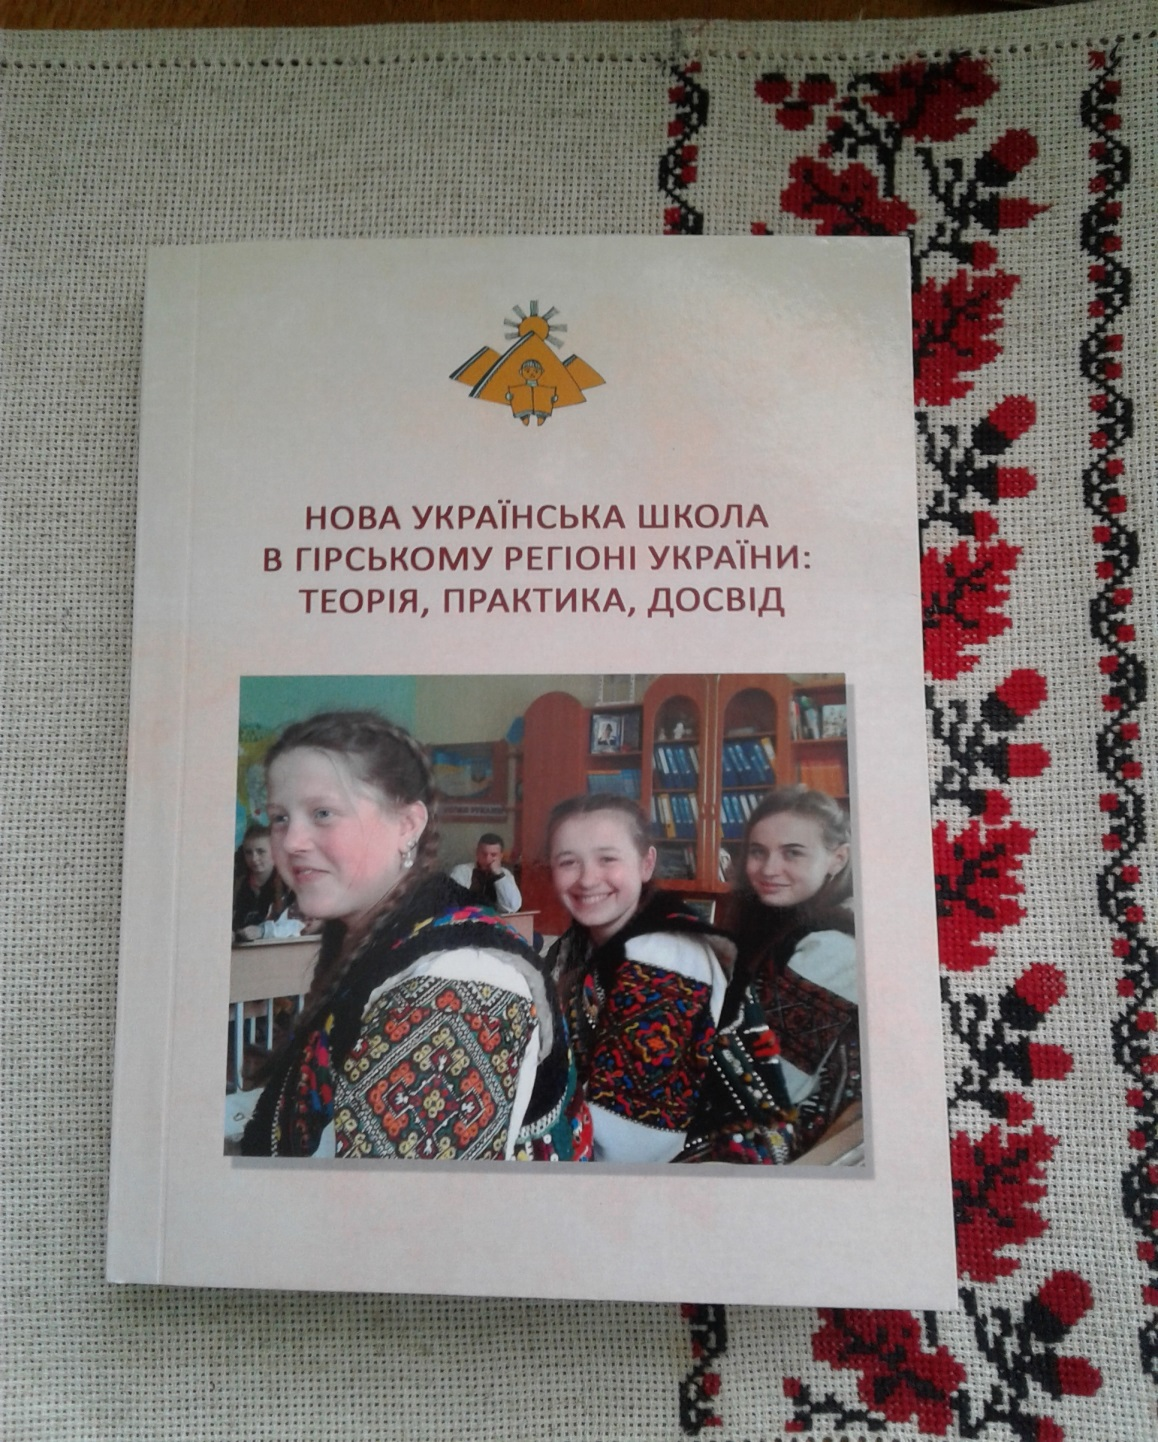 НОВА УКРАЇНСЬКА ШКОЛА
В ГІРСЬКОМУ РЕГІОНІ УКРАЇНИ:
ТЕОРІЯ, ПРАКТИКА, ДОСВІД